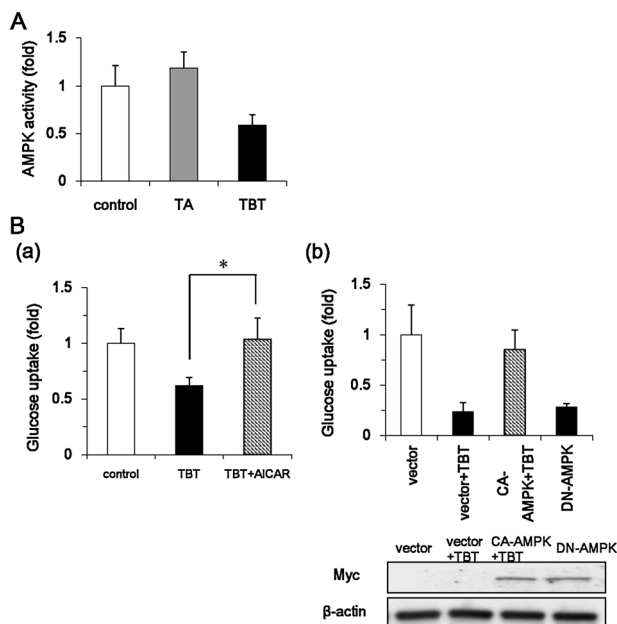 A
AMPK activity (fold)
1.5
1
0.5
0
control TA TBT
B
(a)
Glucose uptake (fold)
1.5
1
0.5
0
*
control TBT TBT+AICAR
(b)
Glucose uptake (fold)
1.5
1
0.5
0
vector
vector+TBT
CA-
AMPK+TBT
DN-AMPK
vector vector CA-AMPK DN-AMPK
+TBT +TBT
Myc
β-actin